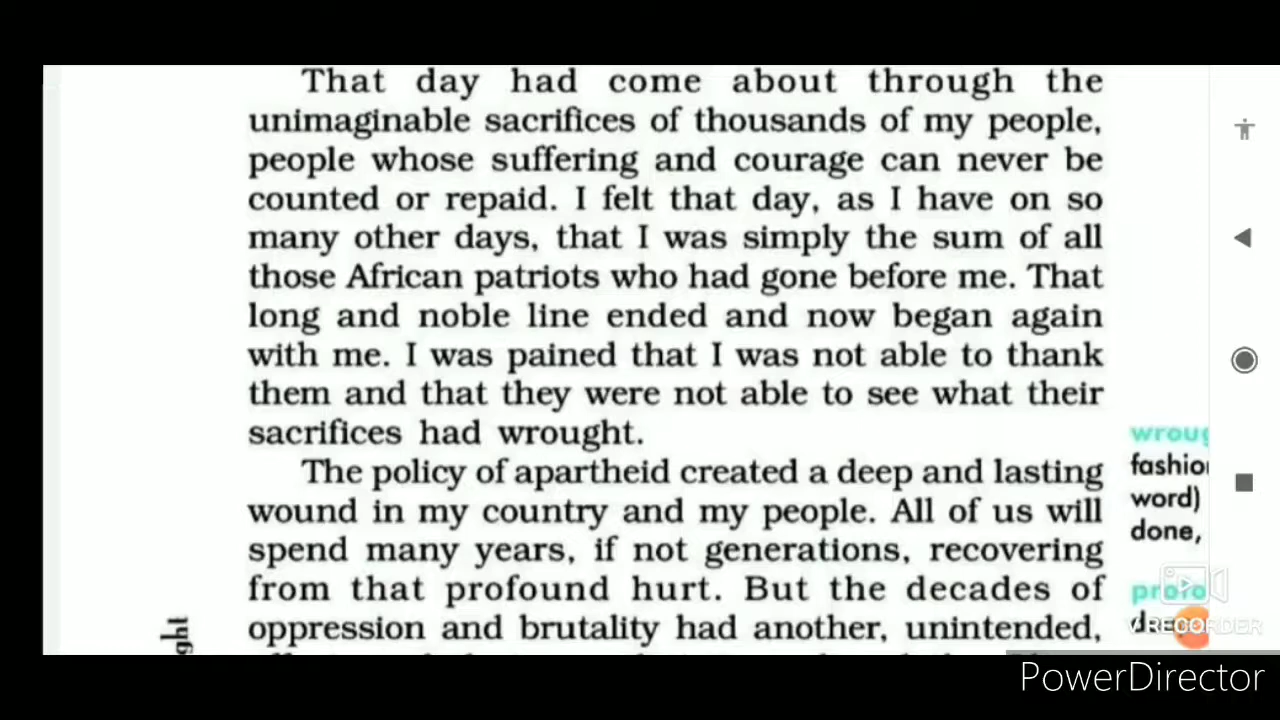 That day had come about through the
unimaginable sacrifices of thousands of my people,
people whose suffering and courage can never be
counted or repaid. I felt that day, as I have on so
many other days, that I was simply the sum of all
those African patriots who had gone before me. That
long and noble line ended and now began again
with me. I was pained that I was not able to thank
them and that they were not able to see what their
sacrifices had wrought.
The policy of apartheid created a deep and lasting
wound in my country and my people. All of us will
spend many years, if not generations, recovering
from that profound hurt. But the decades of
oppression and brutality had another, unintended,
wroug
fashio
word)
done,
profo
V RECORDER
ght
PowerDirector